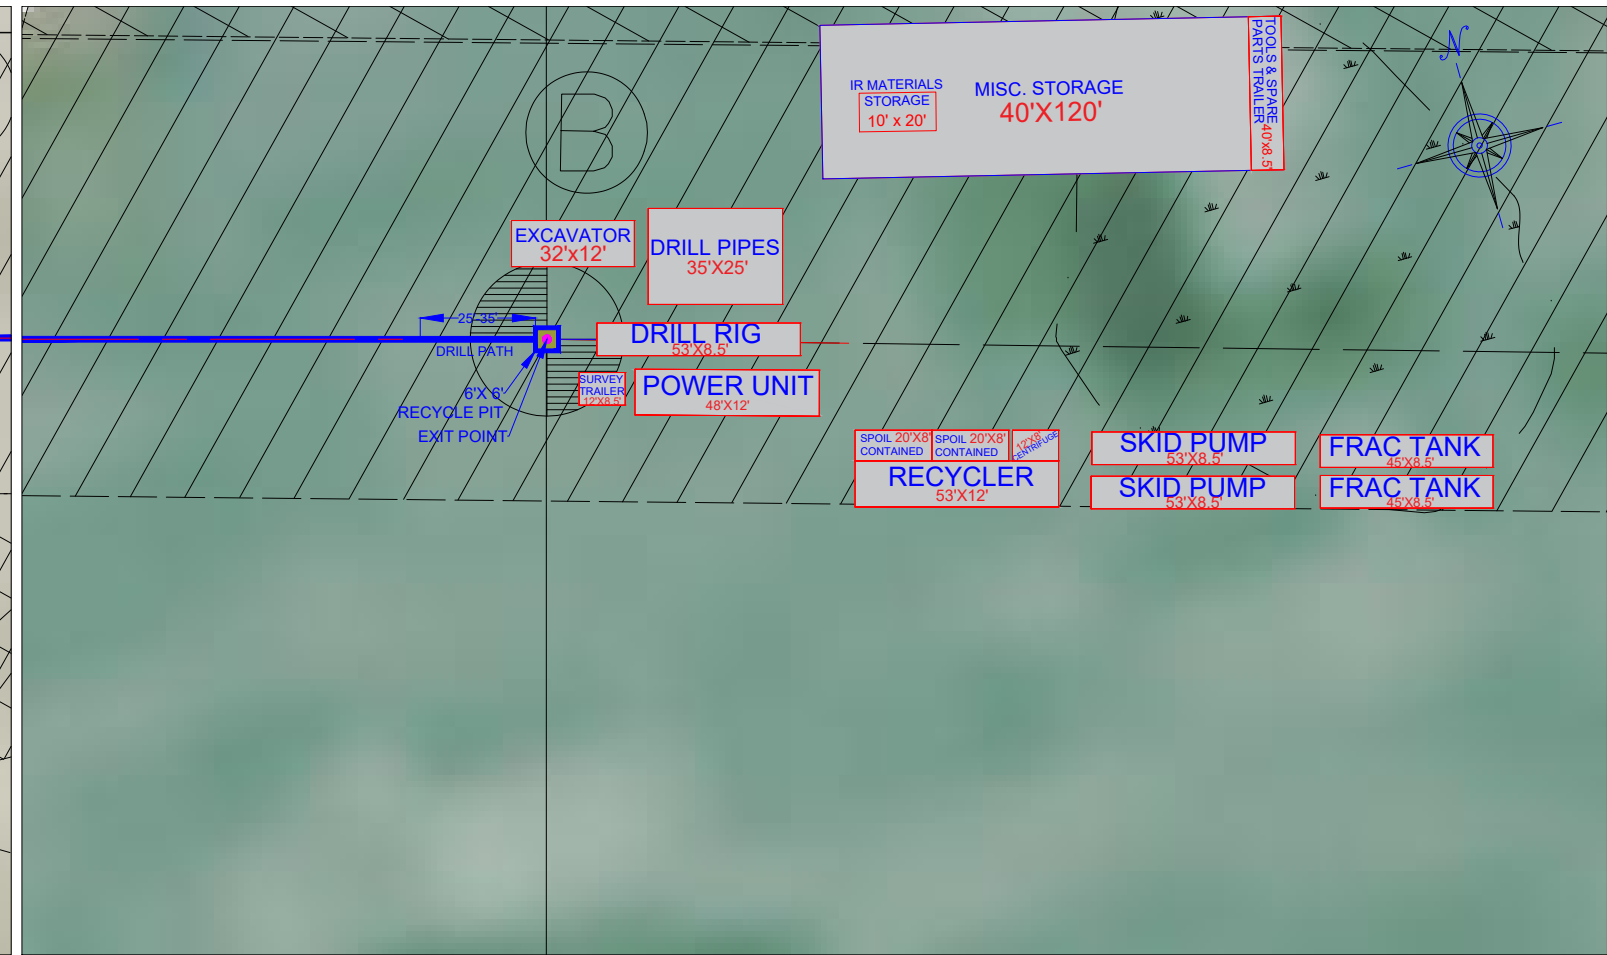 IR MATERIALS
STORAGE
10' x 20'
MISC. STORAGE
40'X120'
TOOLS & SPARE
PARTS TRAILER
40'x8.5'
N
B
EXCAVATOR
32'x12'
DRILL PIPES
35'X25'
25'-35'
DRILL PATH
DRILL RIG
53'X8.5'
SURVEY
TRAILER
12'X8.5'
POWER UNIT
48'X12'
6'X 6'
RECYCLE PIT
EXIT POINT
SPOIL 20'X8'
CONTAINED
SPOIL 20'X8'
CONTAINED
12'X8'
CENTRIFUGE
RECYCLER
53'X12'
SKID PUMP
53'X8.5'
FRAC TANK
45'X8.5'
SKID PUMP
53'X8.5'
FRAC TANK
45'X8.5'